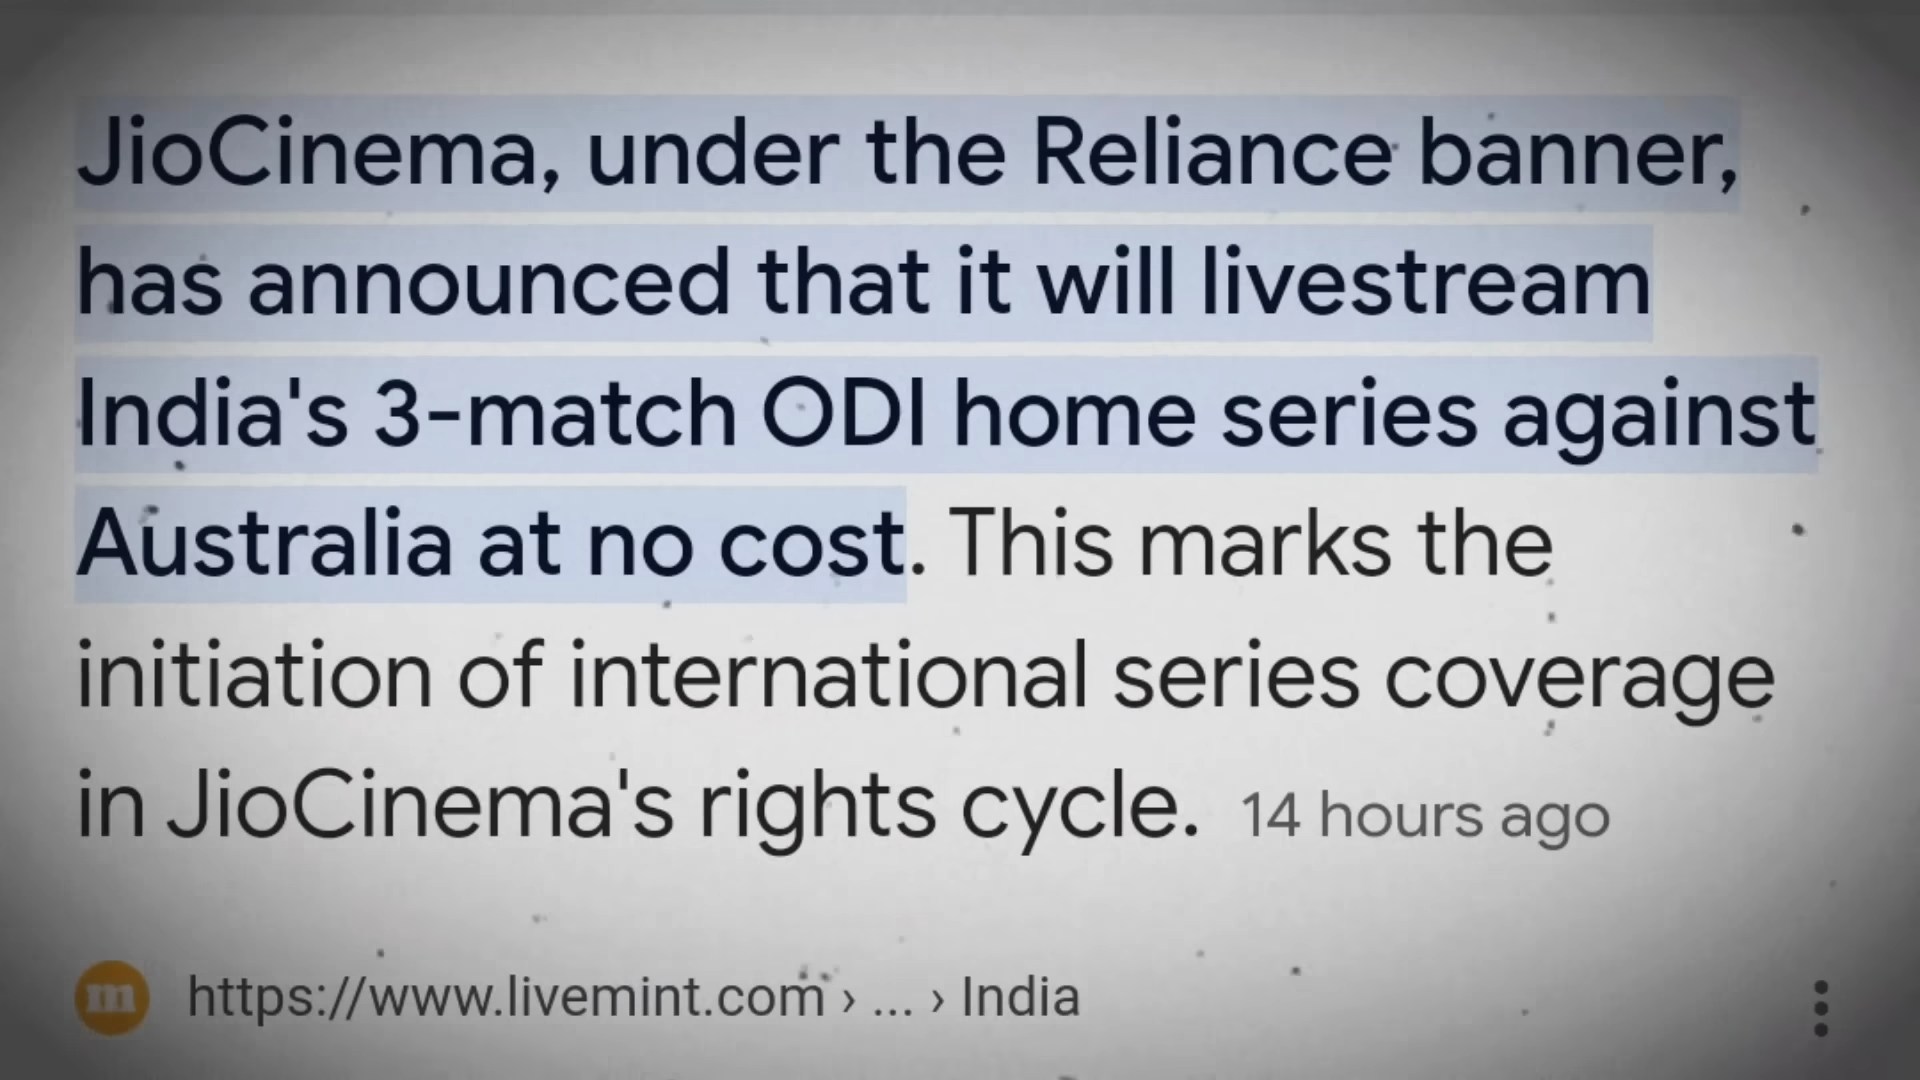 JioCinema, under the Reliance banner,
has announced that it will livestream
India's 3-match ODI home series against
Australia at no cost. This marks the
initiation of international series coverage
in JioCinema's rights cycle. 14 hours ago
m https://www.livemint.com › ... › India